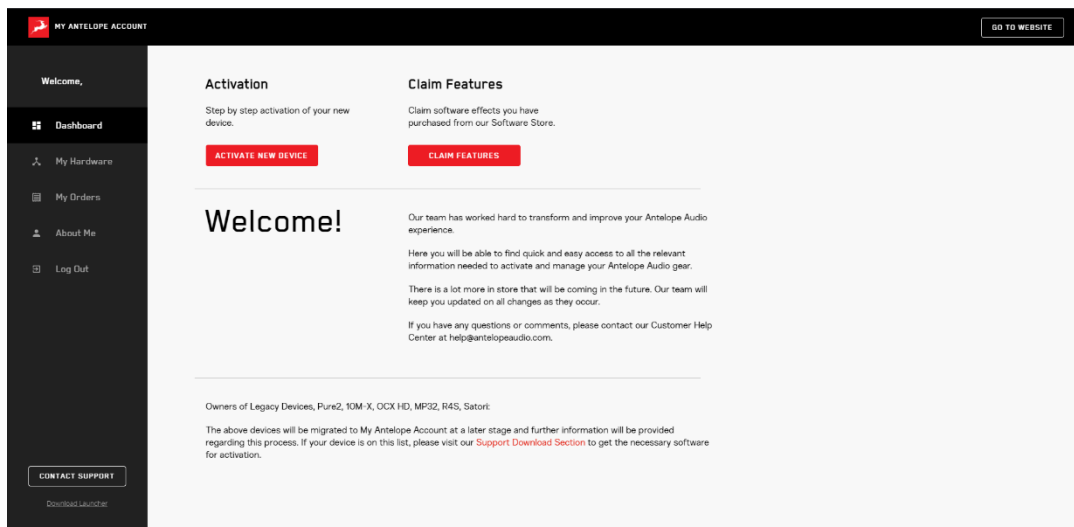 MY ANTELOPE ACCOUNT
GO TO WEBSITE
Welcome,
Dashboard
My Hardware
My Orders
About Me
Log Out
CONTACT SUPPORT
Download Launcher
Activation
Step by step activation of your new
device.
ACTIVATE NEW DEVICE
Claim Features
Claim software effects you have
purchased from our Software Store.
CLAIM FEATURES
Welcome!
Our team has worked hard to transform and improve your Antelope Audio
experience.
Here you will be able to find quick and easy access to all the relevant
information needed to activate and manage your Antelope Audio gear.
There is a lot more in store that will be coming in the future. Our team will
keep you updated on all changes as they occur.
If you have any questions or comments, please contact our Customer Help
Center at help@antelopeaudio.com.
Owners of Legacy Devices, Pure2, 10M-X, OCX HD, MP32, R4S, Satori:
The above devices will be migrated to My Antelope Account at a later stage and further information will be provided
regarding this process. If your device is on this list, please visit our Support Download Section to get the necessary software
for activation.